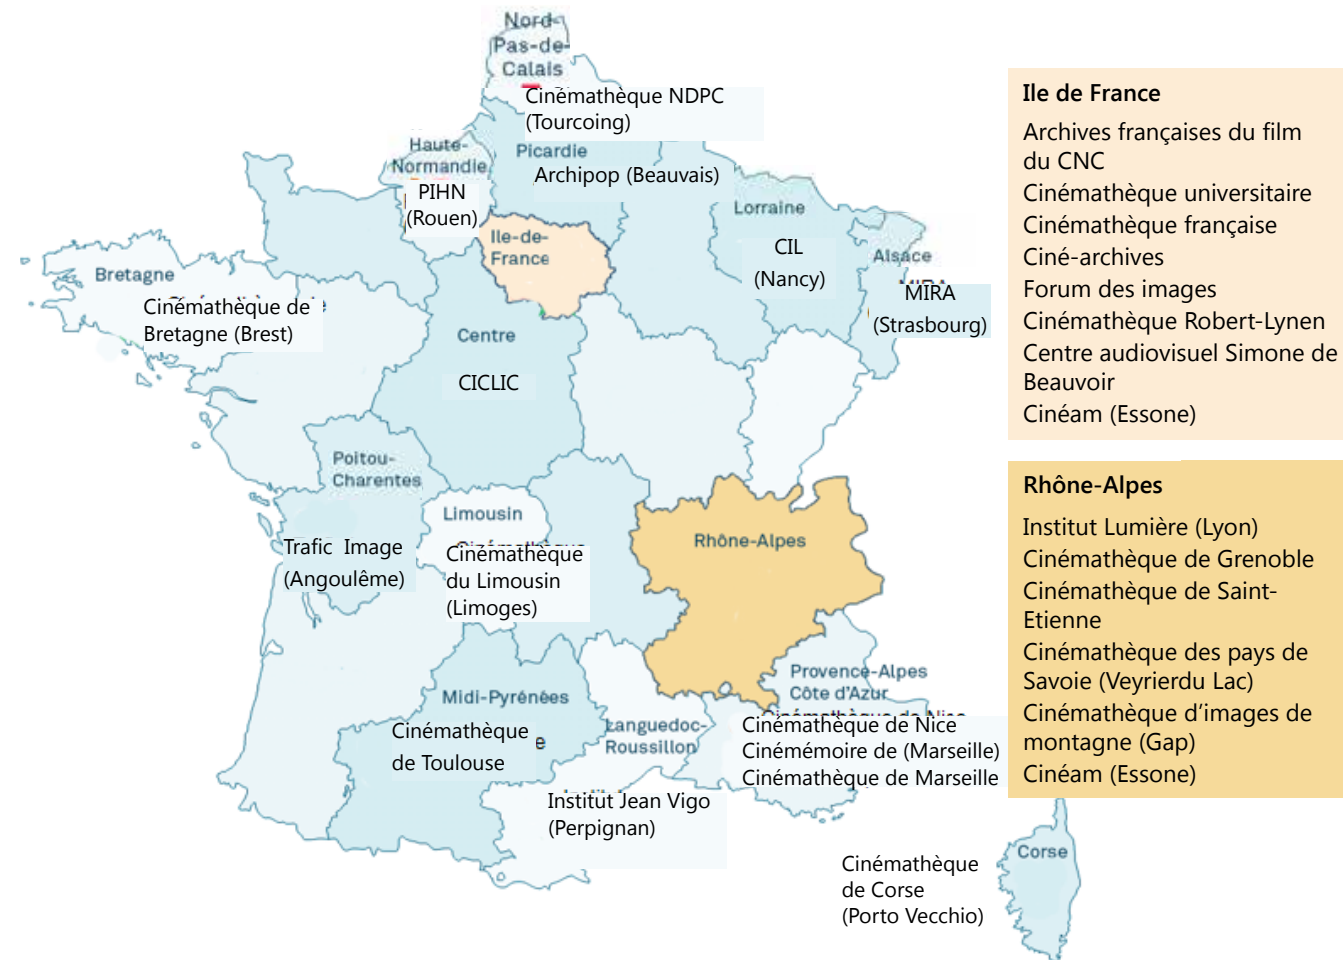 Nord-
Pas-de-
Calais
Cinémathèque NDPC
(Tourcoing)
Haute-
Normandie
PIHN
(Rouen)
Picardie
Archipop (Beauvais)
Ile-de-
France
Lorraine
CIL
(Nancy)
Alsace
MIRA
(Strasbourg)
Bretagne
Cinémathèque de
Bretagne (Brest)
Centre
CICLIC
Poitou-
Charentes
Trafic Image
(Angoulême)
Limousin
Cinémathèque
du Limousin
(Limoges)
Rhône-Alpes
Midi-Pyrénées
Cinémathèque
de Toulouse
Languedoc-
Roussillon
Institut Jean Vigo
(Perpignan)
Provence-Alpes
Côte d'Azur
Cinémathèque de Nice
Cinémémoire de (Marseille)
Cinémathèque de Marseille
Corse
Cinémathèque
de Corse
(Porto Vecchio)
Ile de France
Archives françaises du film
du CNC
Cinémathèque universitaire
Cinémathèque française
Ciné-archives
Forum des images
Cinémathèque Robert-Lynen
Centre audiovisuel Simone de
Beauvoir
Cinéam (Essone)
Rhône-Alpes
Institut Lumière (Lyon)
Cinémathèque de Grenoble
Cinémathèque de Saint-
Etienne
Cinémathèque des pays de
Savoie (Veyrierdu Lac)
Cinémathèque d’images de
montagne (Gap)
Cinéam (Essone)